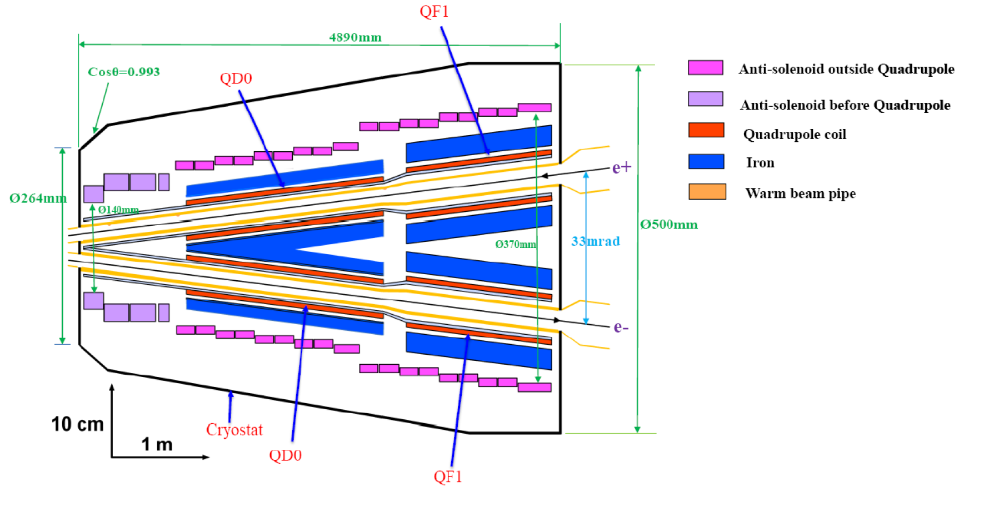 QF1
4890mm
Cosθ=0.993
QD0
Anti-solenoid outside Quadrupole
Anti-solenoid before Quadrupole
Quadrupole coil
Iron
Warm beam pipe
e+
Ø264mm
Ø140mm
Ø370mm
33mrad
Ø500mm
e-
10 cm
1 m
Cryostat
QD0
QF1